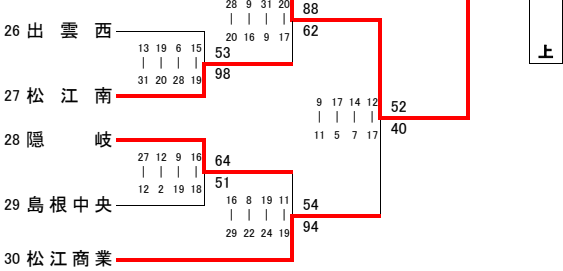 28 9 31 20
| | | |
20 16 9 17
88
62
26 出雲西
13 19 6 15
| | | |
31 20 28 19
53
98
27 松江南
9 17 14 12
| | | |
11 5 7 17
52
40
28 隠岐
27 12 9 16
| | | |
12 2 19 18
64
51
29 島根中央
16 8 19 11
| | | |
29 22 24 19
54
94
30 松江商業
上